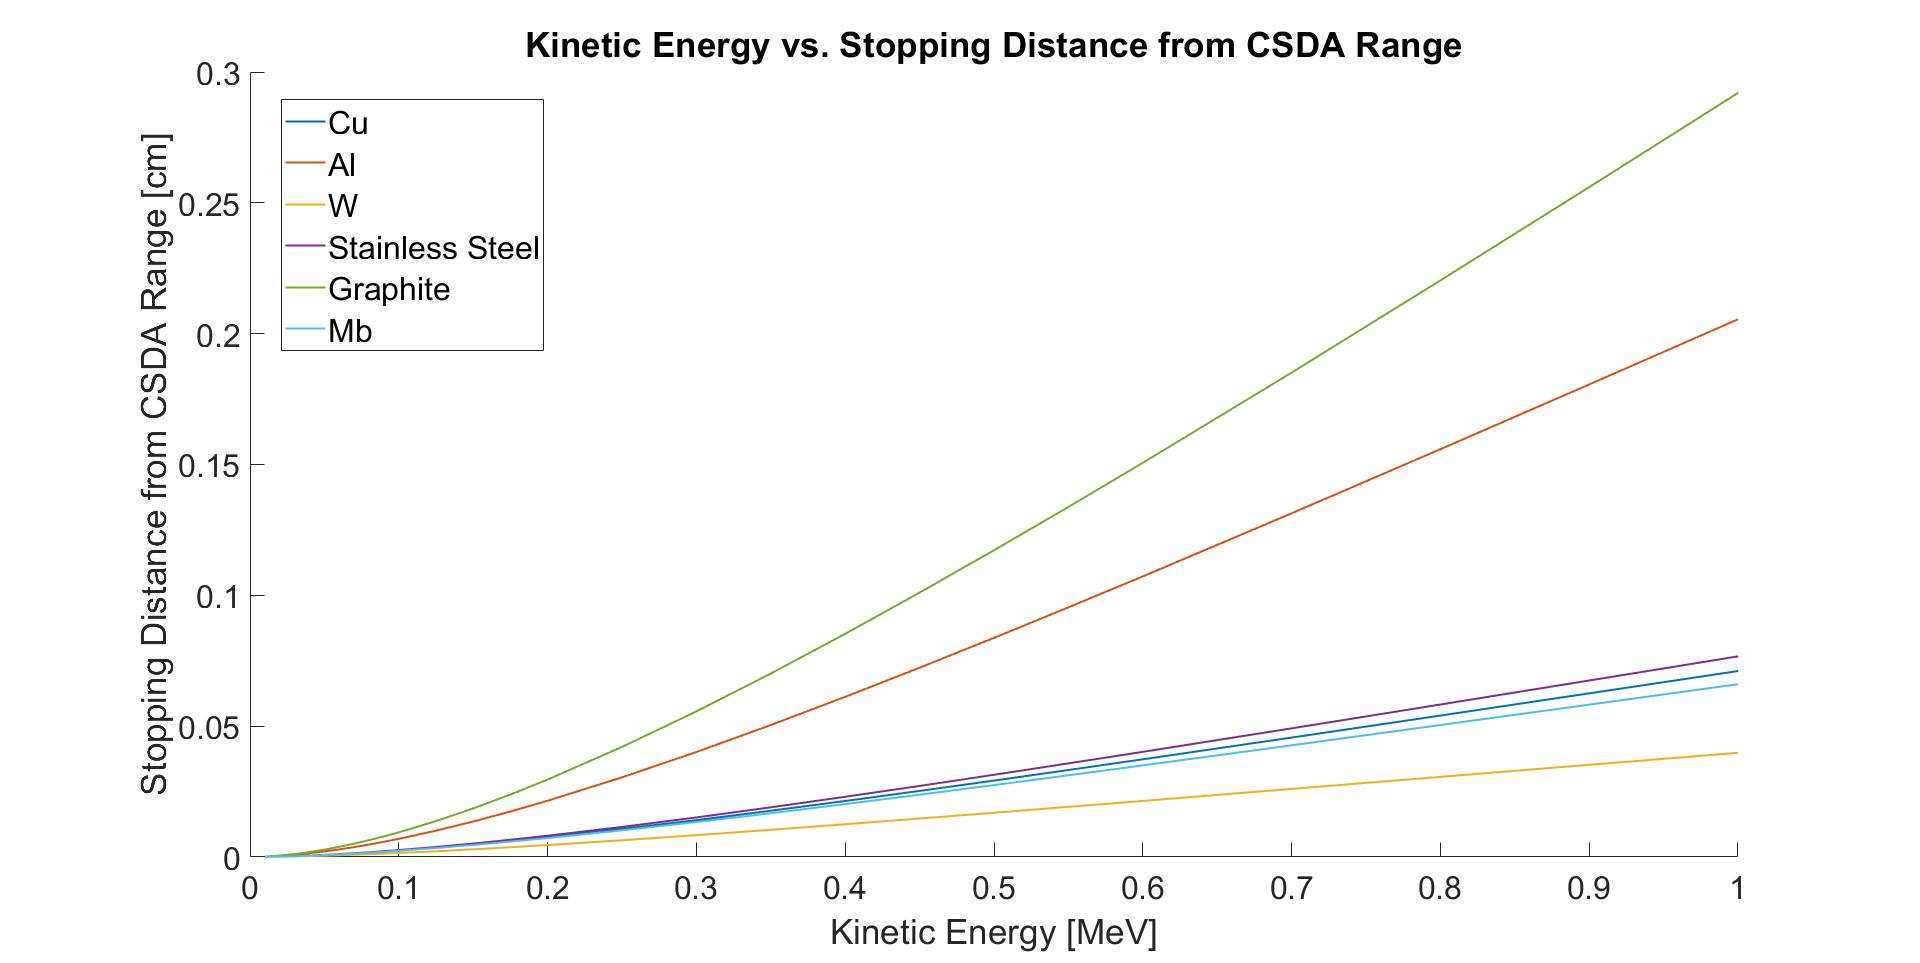 Kinetic Energy vs. Stopping Distance from CSDA Range
Stopping Distance from CSDA Range [cm]
0.3
0.25
0.2
0.15
0.1
0.05
0
Cu
Al
W
Stainless Steel
Graphite
Mb
0 0.1 0.2 0.3 0.4 0.5 0.6 0.7 0.8 0.9 1
Kinetic Energy [MeV]